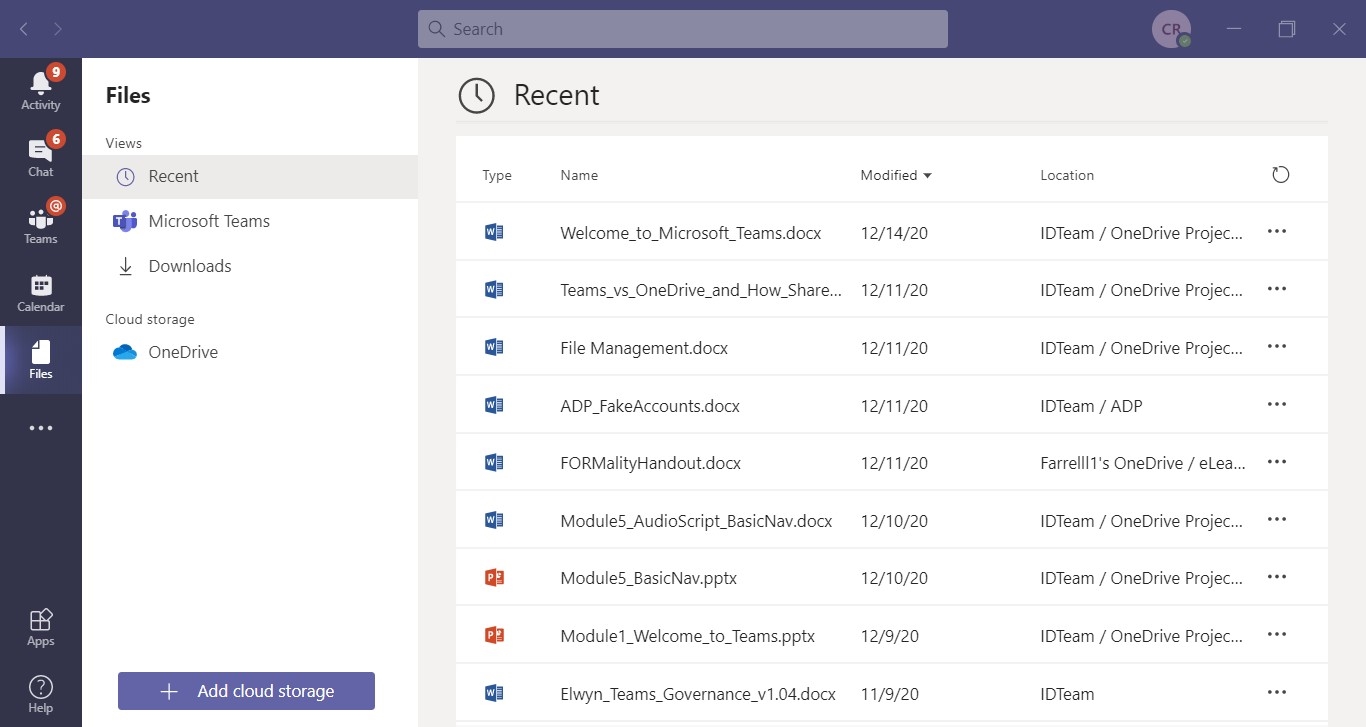 Search
CR
9
Activity
6
Chat
@
Teams
Calendar
Files
Apps
Help
Files
Views
Recent
Microsoft Teams
Downloads
Cloud storage
OneDrive
Add cloud storage
Recent
Type Name Modified Location
Welcome_to_Microsoft_Teams.docx 12/14/20 IDTeam / OneDrive Projec...
Teams_vs_OneDrive_and_How_Share... 12/11/20 IDTeam / OneDrive Projec...
File Management.docx 12/11/20 IDTeam / OneDrive Projec...
ADP_FakeAccounts.docx 12/11/20 IDTeam / ADP
FORMalityHandout.docx 12/11/20 Farrelll1's OneDrive / eLea...
Module5_AudioScript_BasicNav.docx 12/10/20 IDTeam / OneDrive Projec...
Module5_BasicNav.pptx 12/10/20 IDTeam / OneDrive Projec...
Module1_Welcome_to_Teams.pptx 12/9/20 IDTeam / OneDrive Projec...
Elwyn_Teams_Governance_v1.04.docx 11/9/20 IDTeam